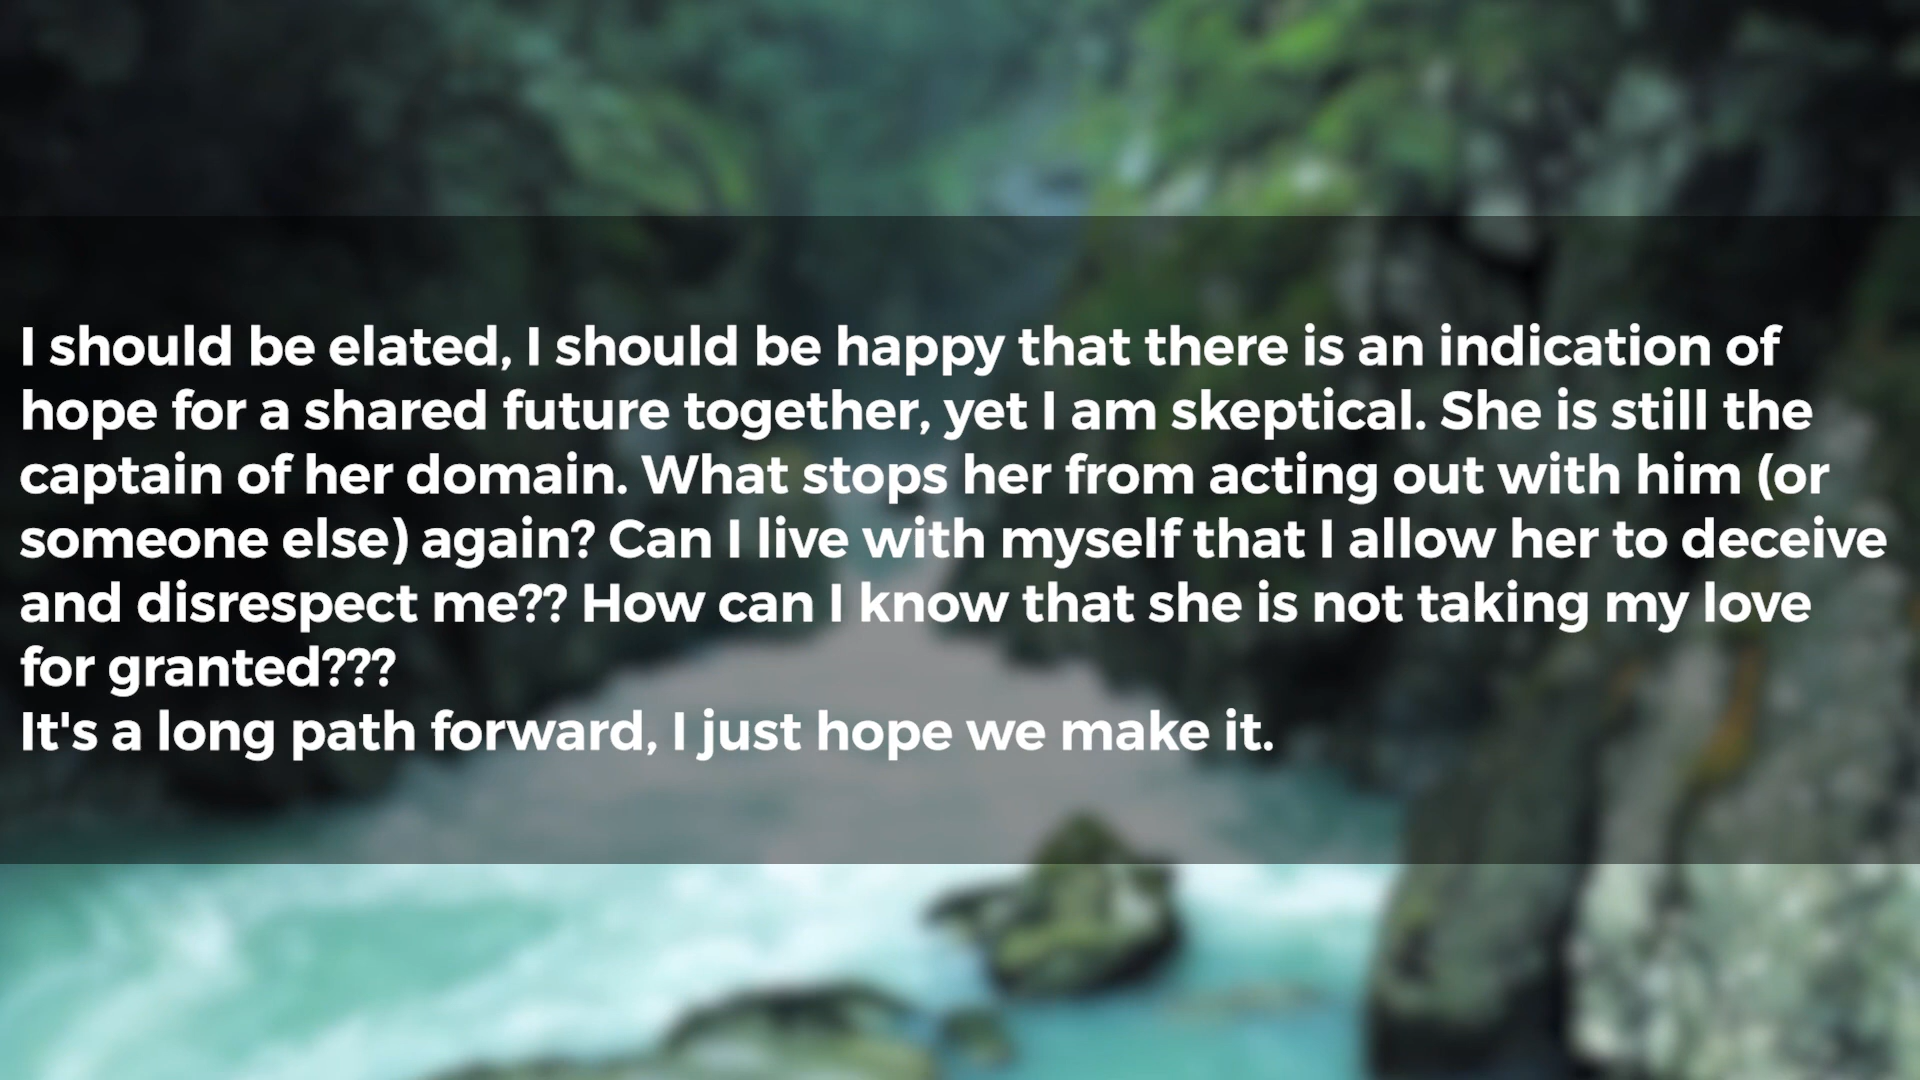 I should be elated, I should be happy that there is an indication of
hope for a shared future together, yet I am skeptical. She is still the
captain of her domain. What stops her from acting out with him (or
someone else) again? Can I live with myself that I allow her to deceive
and disrespect me?? How can I know that she is not taking my love
for granted???
It's a long path forward, I just hope we make it.